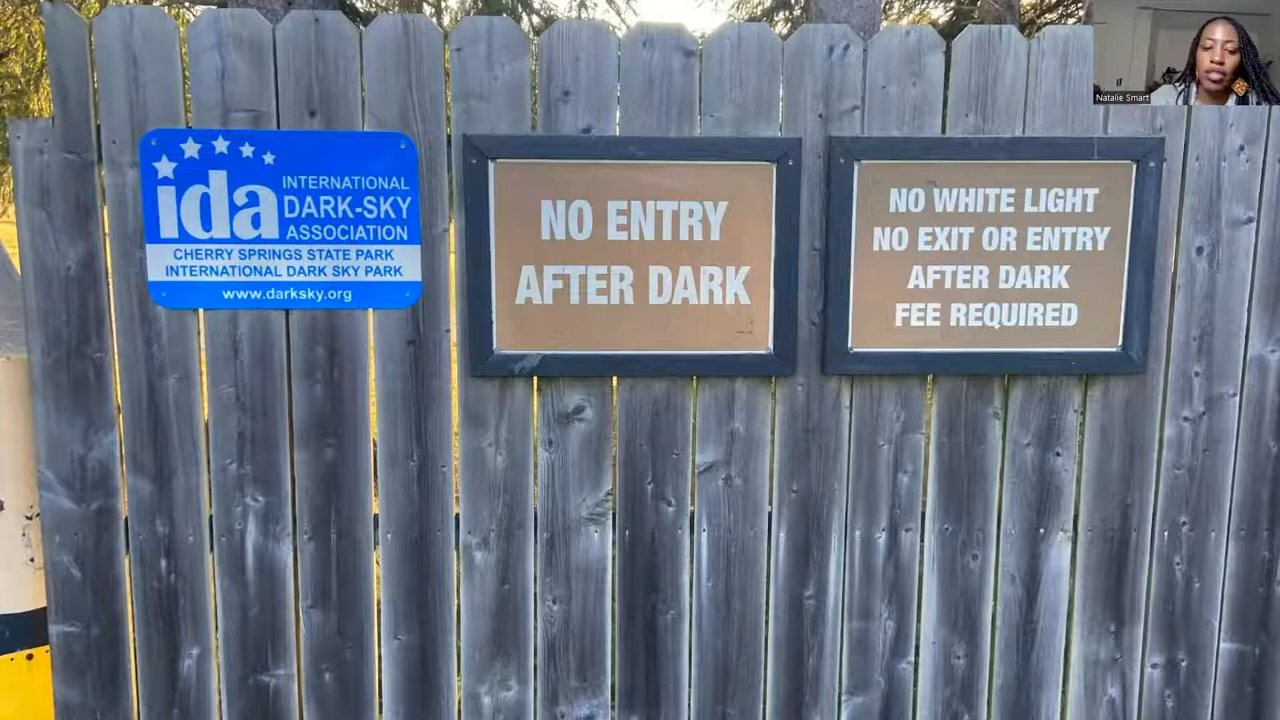 ida
INTERNATIONAL
DARK-SKY
ASSOCIATION
CHERRY SPRINGS STATE PARK
INTERNATIONAL DARK SKY PARK
www.darksky.org
NO ENTRY
AFTER DARK
NO WHITE LIGHT
NO EXIT OR ENTRY
AFTER DARK
FEE REQUIRED
Natalie Smart